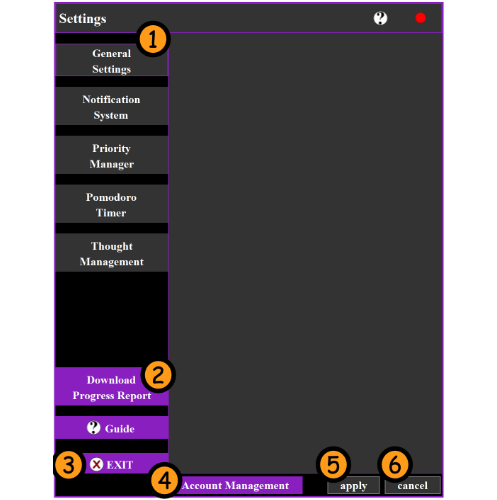 Settings
?
1
General
Settings
Notification
System
Priority
Manager
Pomodoro
Timer
Thought
Management
2
Download
Progress Report
? Guide
3
X EXIT
4
Account Management
5
apply
6
cancel